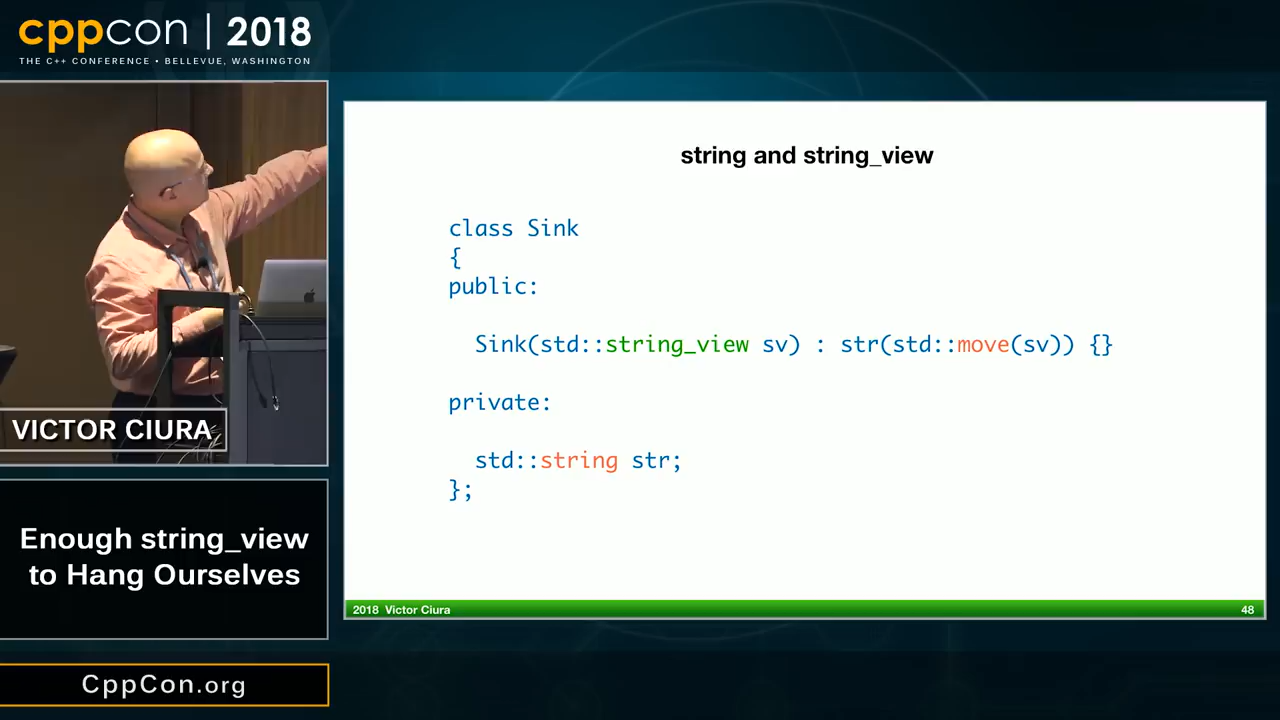 cppcon | 2018
THE C++ CONFERENCE • BELLEVUE, WASHINGTON
VICTOR CIURA
Enough string_view
to Hang Ourselves
CppCon.org
string and string_view
class Sink
{
public:
Sink(std::string_view sv) : str(std::move(sv)) {}
private:
std::string str;
};
2018 Victor Ciura
48